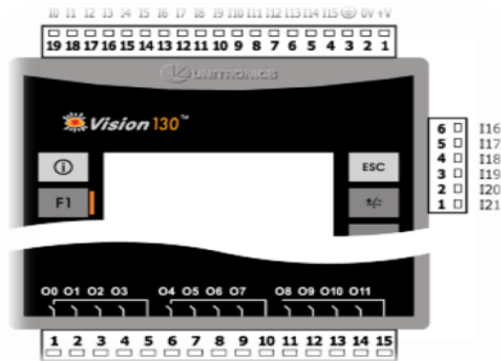 I0 I1 I2 I3 I4 I5 I6 I7 I8 I9 I10 I11 I12 I13 I14 I15 0V +V
19 18 17 16 15 14 13 12 11 10 9 8 7 6 5 4 3 2 1
UNITRONICS
Vision 130™
6 I16
5 I17
4 I18
3 I19
2 I20
1 I21
ESC
F1
O0 O1 O2 O3 O4 O5 O6 O7 O8 O9 O10 O11
1 2 3 4 5 6 7 8 9 10 11 12 13 14 15